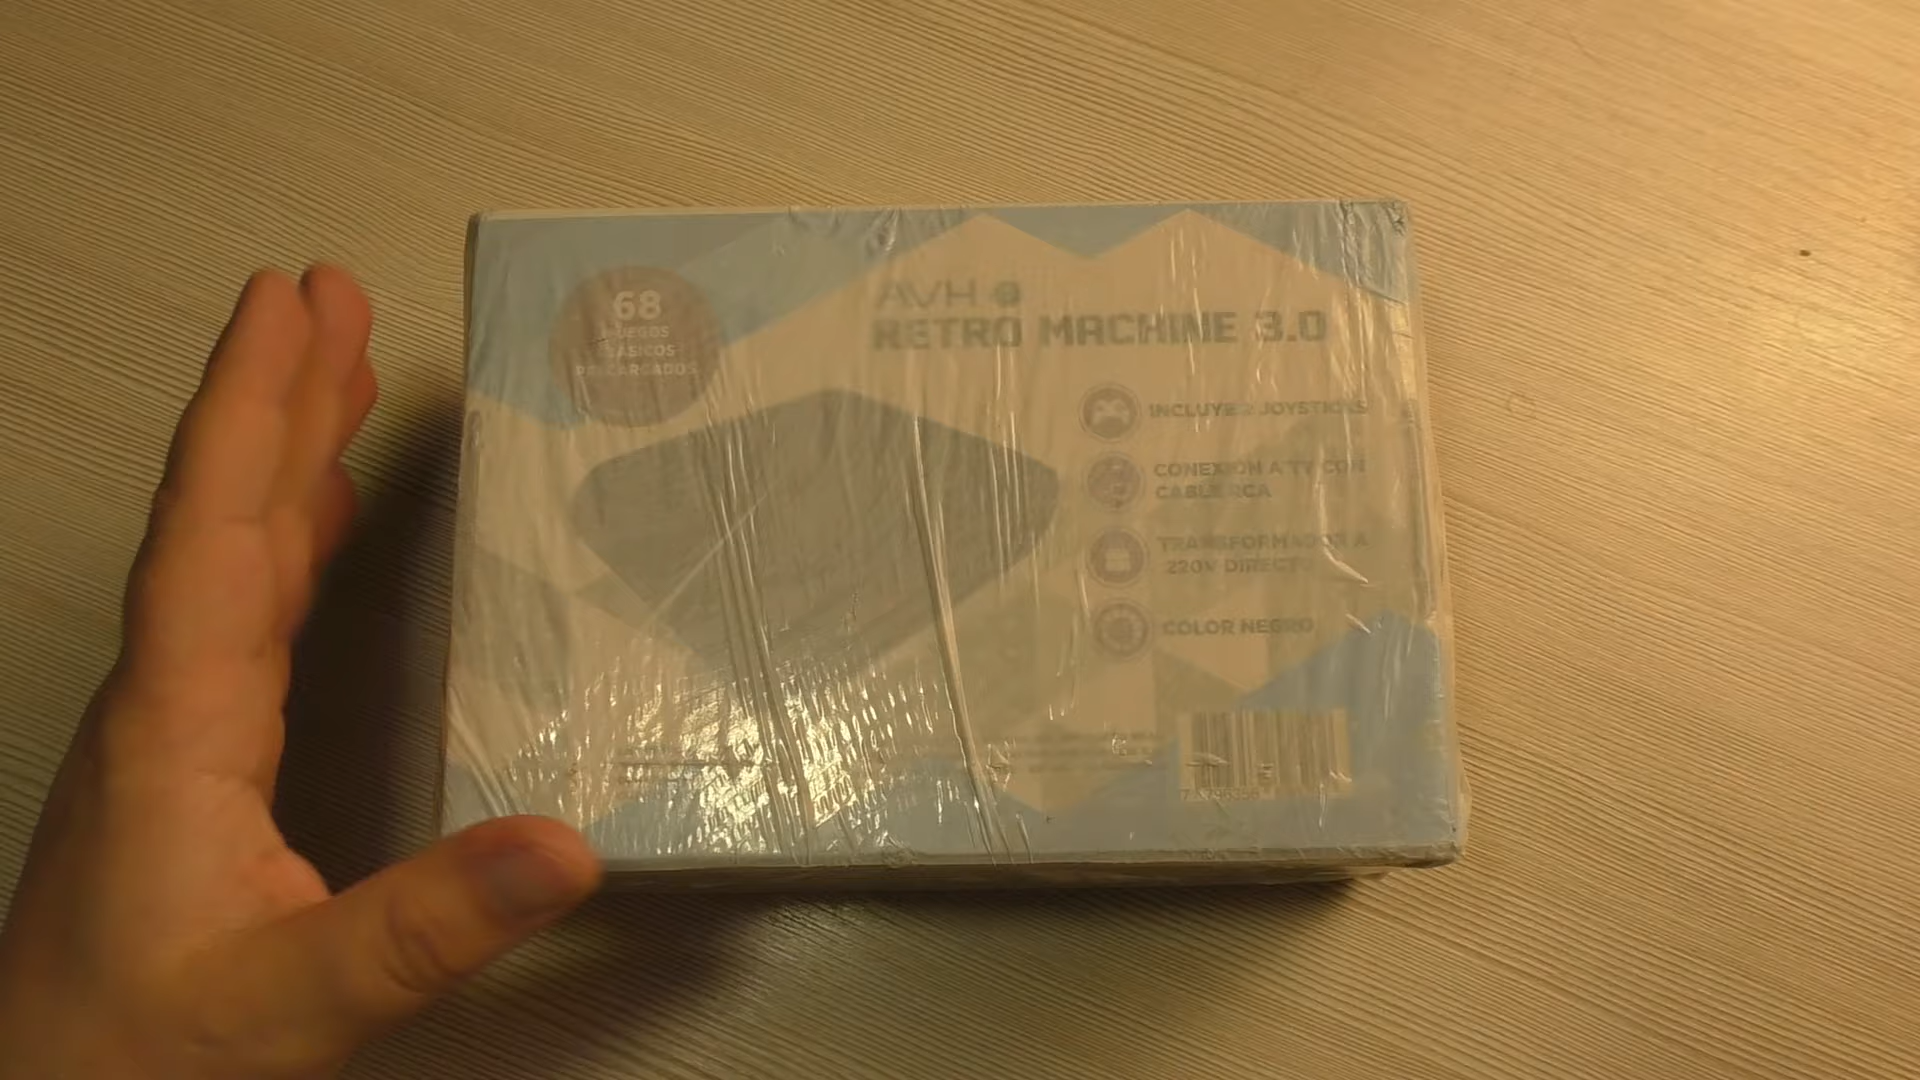 68
JUEGOS
CLÁSICOS
PRECARGADOS
AVH
RETRO MACHINE 3.0
INCLUYE 2 JOYSTICKS
CONEXIÓN A TV CON
CABLE RCA
TRANSFORMADOR A
220V DIRECTO
COLOR NEGRO